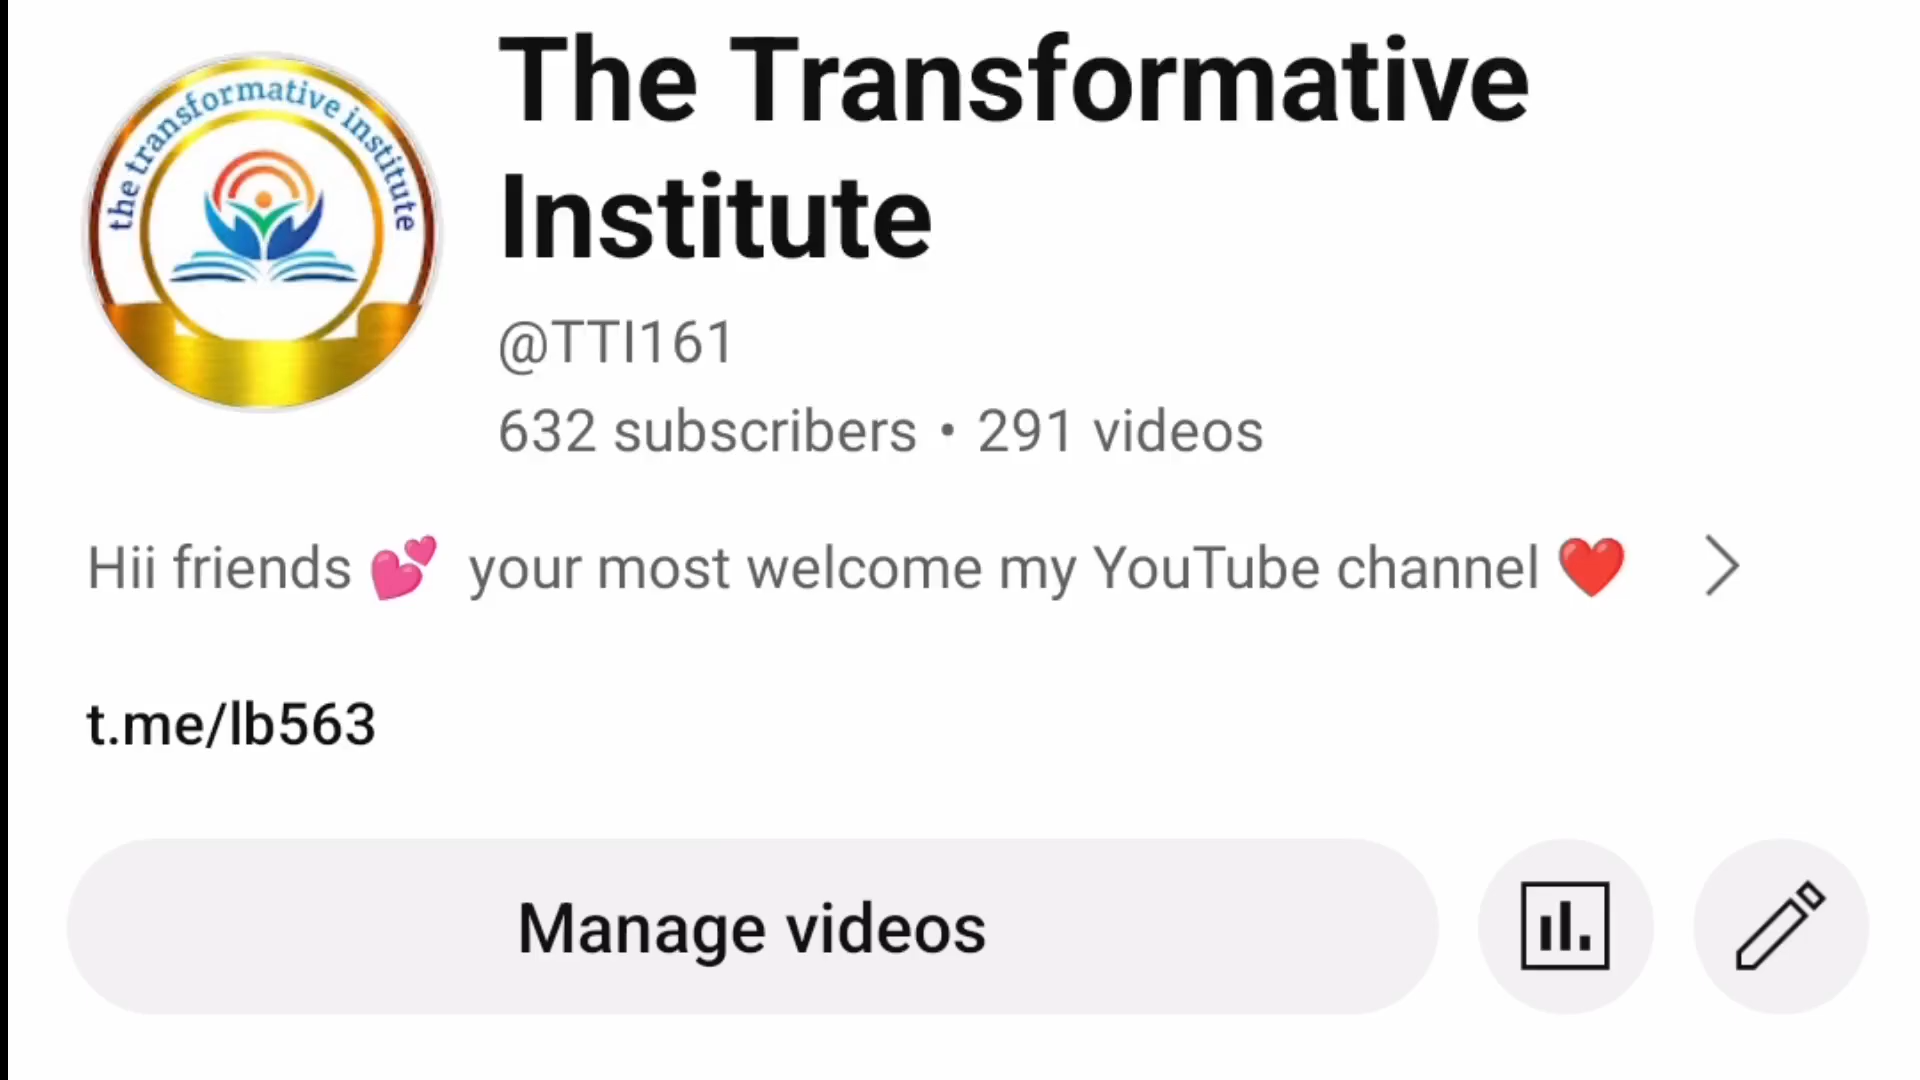 the transformative institute
The Transformative
Institute
@TTI161
632 subscribers • 291 videos
Hii friends 💕 your most welcome my YouTube channel ❤️
t.me/lb563
Manage videos